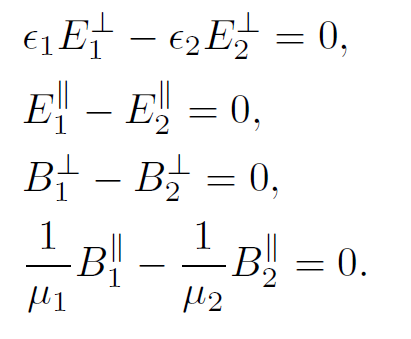 ϵ₁E₁^⊥ − ϵ₂E₂^⊥ = 0,
E₁^∥ − E₂^∥ = 0,
B₁^⊥ − B₂^⊥ = 0,
1/μ₁ B₁^∥ − 1/μ₂ B₂^∥ = 0.